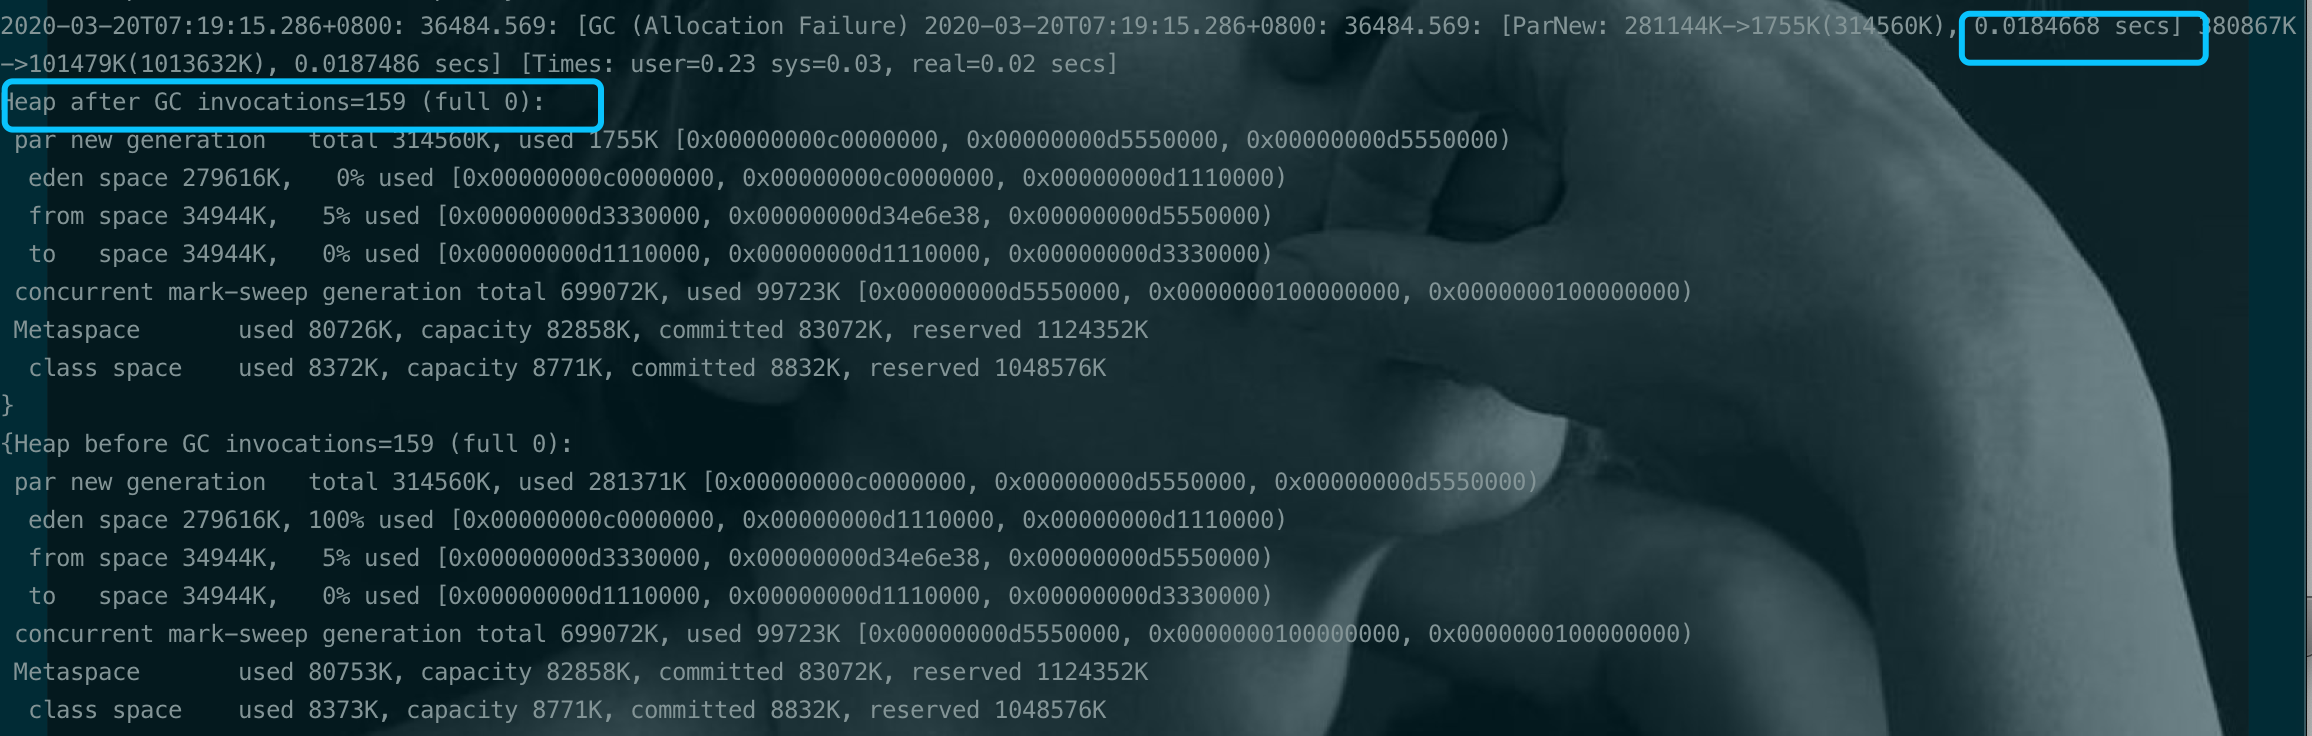 2020-03-20T07:19:15.286+0800: 36484.569: [GC (Allocation Failure) 2020-03-20T07:19:15.286+0800: 36484.569: [ParNew: 281144K->1755K(314560K), 0.0184668 secs] 380867K
->101479K(1013632K), 0.0187486 secs] [Times: user=0.23 sys=0.03, real=0.02 secs]
Heap after GC invocations=159 (full 0):
 par new generation   total 314560K, used 1755K [0x00000000c0000000, 0x00000000d5550000, 0x00000000d5550000)
  eden space 279616K,   0% used [0x00000000c0000000, 0x00000000c0000000, 0x00000000d1110000)
  from space 34944K,   5% used [0x00000000d3330000, 0x00000000d34e6e38, 0x00000000d5550000)
  to   space 34944K,   0% used [0x00000000d1110000, 0x00000000d1110000, 0x00000000d3330000)
 concurrent mark-sweep generation total 699072K, used 99723K [0x00000000d5550000, 0x0000000100000000, 0x0000000100000000)
 Metaspace       used 80726K, capacity 82858K, committed 83072K, reserved 1124352K
  class space    used 8372K, capacity 8771K, committed 8832K, reserved 1048576K
}
{Heap before GC invocations=159 (full 0):
 par new generation   total 314560K, used 281371K [0x00000000c0000000, 0x00000000d5550000, 0x00000000d5550000)
  eden space 279616K, 100% used [0x00000000c0000000, 0x00000000d1110000, 0x00000000d1110000)
  from space 34944K,   5% used [0x00000000d3330000, 0x00000000d34e6e38, 0x00000000d5550000)
  to   space 34944K,   0% used [0x00000000d1110000, 0x00000000d1110000, 0x00000000d3330000)
 concurrent mark-sweep generation total 699072K, used 99723K [0x00000000d5550000, 0x0000000100000000, 0x0000000100000000)
 Metaspace       used 80753K, capacity 82858K, committed 83072K, reserved 1124352K
  class space    used 8373K, capacity 8771K, committed 8832K, reserved 1048576K